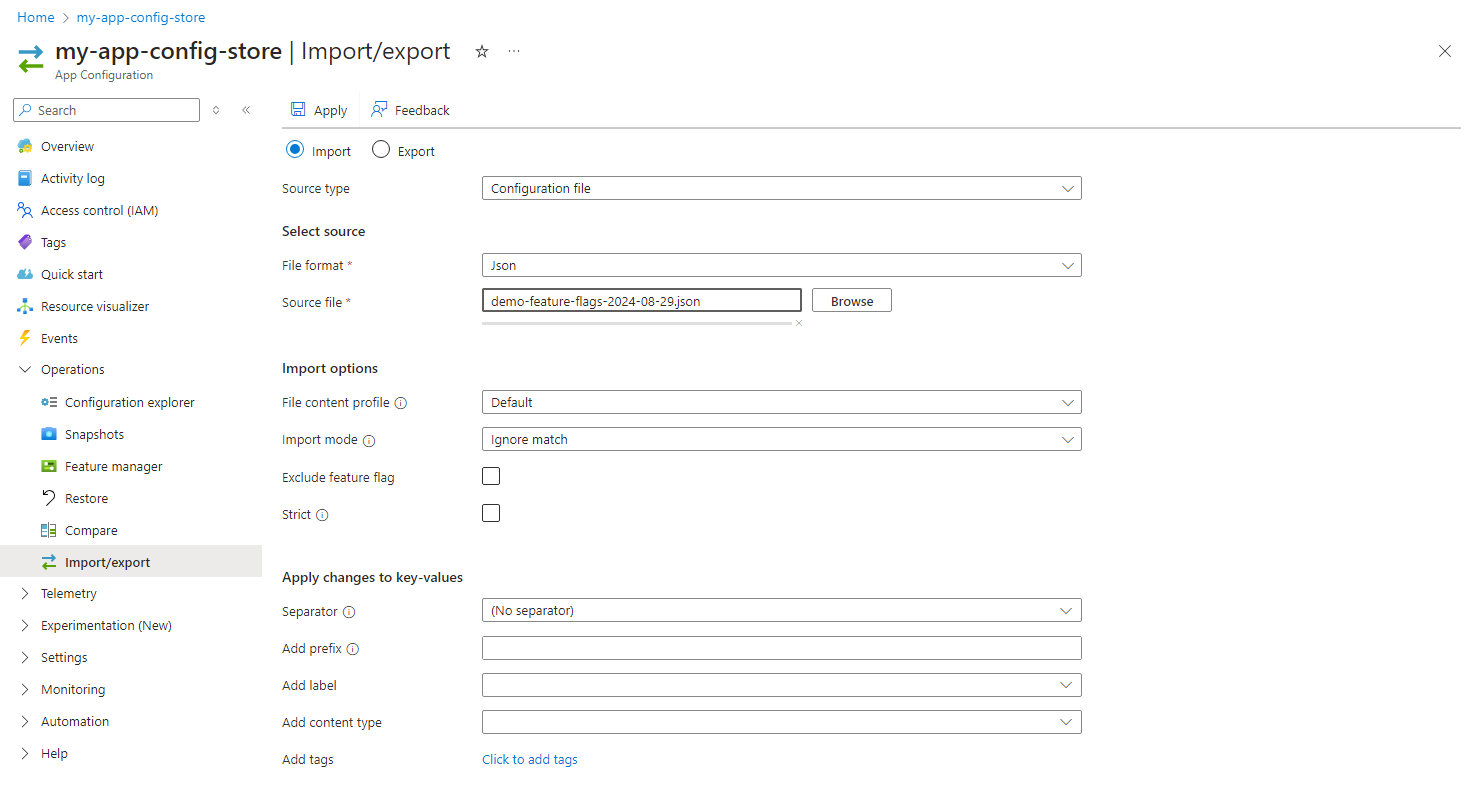 Home > my-app-config-store
my-app-config-store | Import/export
App Configuration
Search
Overview
Activity log
Access control (IAM)
Tags
Quick start
Resource visualizer
Events
Operations
Configuration explorer
Snapshots
Feature manager
Restore
Compare
Import/export
Telemetry
Experimentation (New)
Settings
Monitoring
Automation
Help
Apply Feedback
Import Export
Source type Configuration file
Select source
File format * Json
Source file * demo-feature-flags-2024-08-29.json Browse
Import options
File content profile Default
Import mode Ignore match
Exclude feature flag
Strict
Apply changes to key-values
Separator (No separator)
Add prefix
Add label
Add content type
Add tags Click to add tags